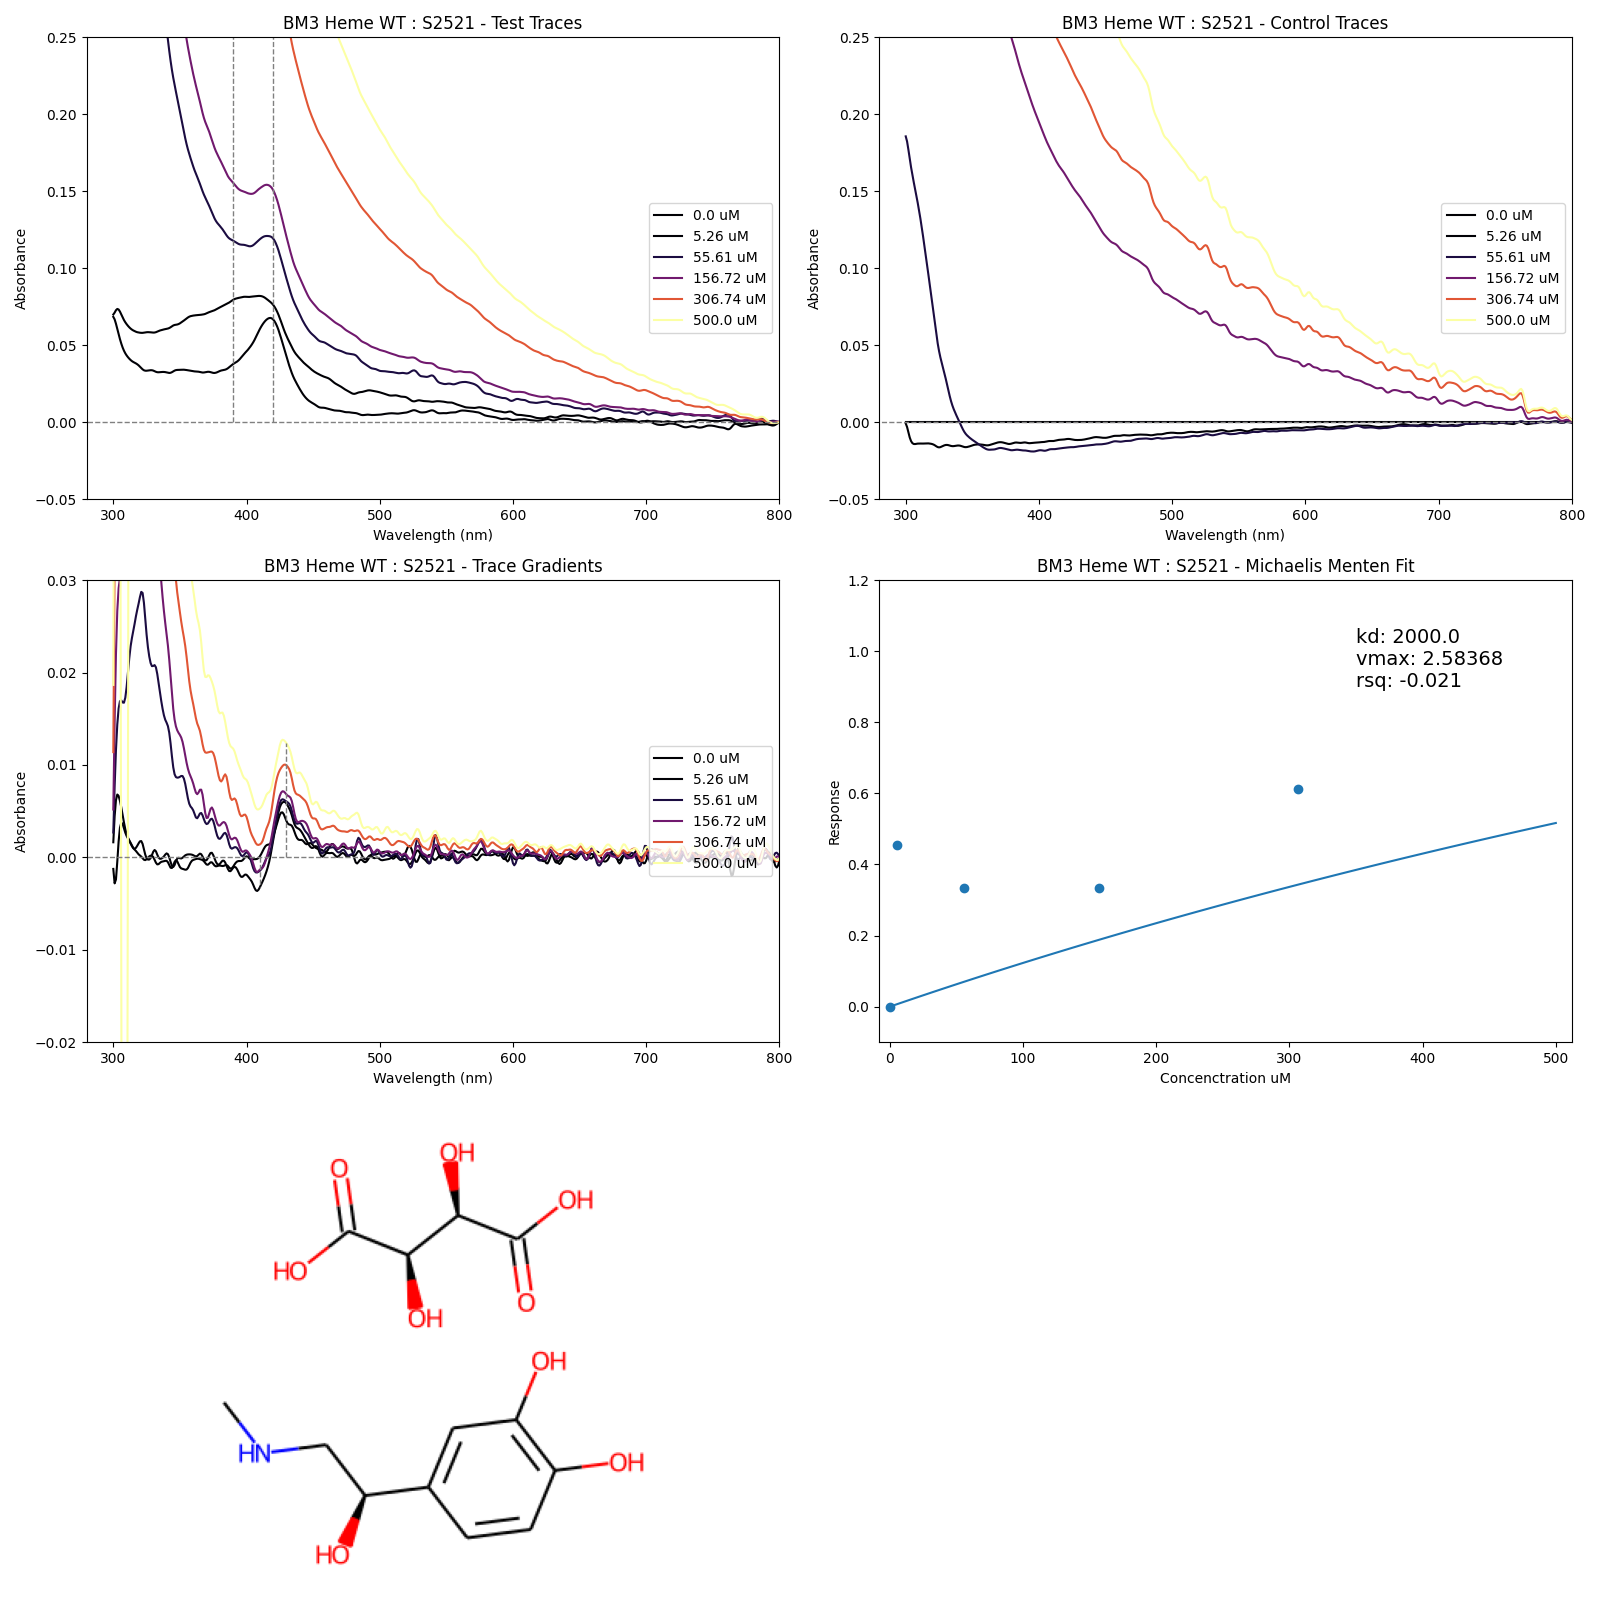 BM3 Heme WT : S2521 - Test Traces
Absorbance
0.25
0.20
0.15
0.10
0.05
0.00
−0.05
300 400 500 600 700 800
Wavelength (nm)
0.0 uM
5.26 uM
55.61 uM
156.72 uM
306.74 uM
500.0 uM
BM3 Heme WT : S2521 - Control Traces
Absorbance
0.25
0.20
0.15
0.10
0.05
0.00
−0.05
300 400 500 600 700 800
Wavelength (nm)
0.0 uM
5.26 uM
55.61 uM
156.72 uM
306.74 uM
500.0 uM
BM3 Heme WT : S2521 - Trace Gradients
Absorbance
0.03
0.02
0.01
0.00
−0.01
−0.02
300 400 500 600 700 800
Wavelength (nm)
0.0 uM
5.26 uM
55.61 uM
156.72 uM
306.74 uM
500.0 uM
BM3 Heme WT : S2521 - Michaelis Menten Fit
Response
1.2
1.0
0.8
0.6
0.4
0.2
0.0
0 100 200 300 400 500
Concenctration uM
kd: 2000.0
vmax: 2.58368
rsq: -0.021
OH
O
OH
HO
O
OH
OH
HN
OH
HO